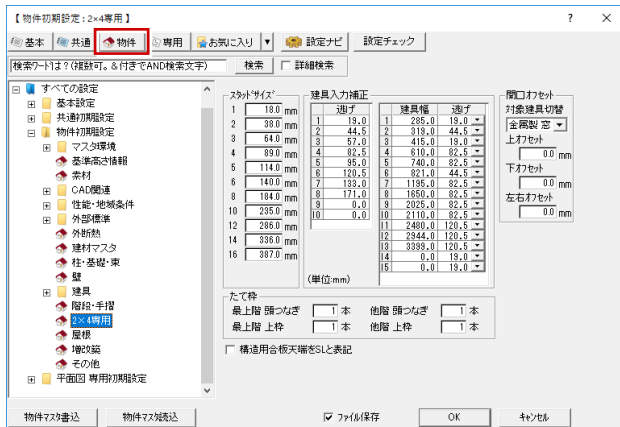 【 物件初期設定 : 2×4専用 】 ? ×
基本 共通 物件 専用 お気に入り ▼ 設定ナビ 設定チェック
検索ワードは？(複数可。& 付きでAND検索文字) 検索 詳細検索
すべての設定
基本設定
共通初期設定
物件初期設定
マスタ環境
基準高さ情報
素材
CAD関連
性能・地域条件
外部標準
外断熱
建材マスタ
柱・基礎・束
壁
建具
階段・手摺
2×4専用
屋根
増改築
その他
平面図 専用初期設定
スタッドサイズ
1 18.0 mm
2 38.0 mm
3 64.0 mm
4 89.0 mm
5 114.0 mm
6 140.0 mm
8 184.0 mm
10 235.0 mm
12 286.0 mm
14 336.0 mm
16 387.0 mm
建具入力補正
逃げ
1 19.0
2 44.5
3 57.0
4 82.5
5 95.0
6 120.5
7 133.0
8 171.0
9 0.0
10 0.0
(単位:mm)
建具幅 逃げ
1 285.0 19.0
2 319.0 44.5
3 415.0 19.0
4 610.0 82.5
5 740.0 82.5
6 821.0 44.5
7 1195.0 82.5
8 1650.0 82.5
9 2025.0 82.5
10 2110.0 82.5
11 2480.0 120.5
12 2944.0 120.5
13 3399.0 120.5
14 0.0 19.0
15 0.0 19.0
開口オフセット
対象建具切替
金属製 窓
上オフセット
0.0 mm
下オフセット
0.0 mm
左右オフセット
0.0 mm
たて枠
最上階 頭つなぎ 1 本 他階 頭つなぎ 1 本
最上階 上枠 1 本 他階 上枠 1 本
構造用合板天端をSLと表記
物件マスタ書込 物件マスタ読込 ファイル保存 OK キャンセル